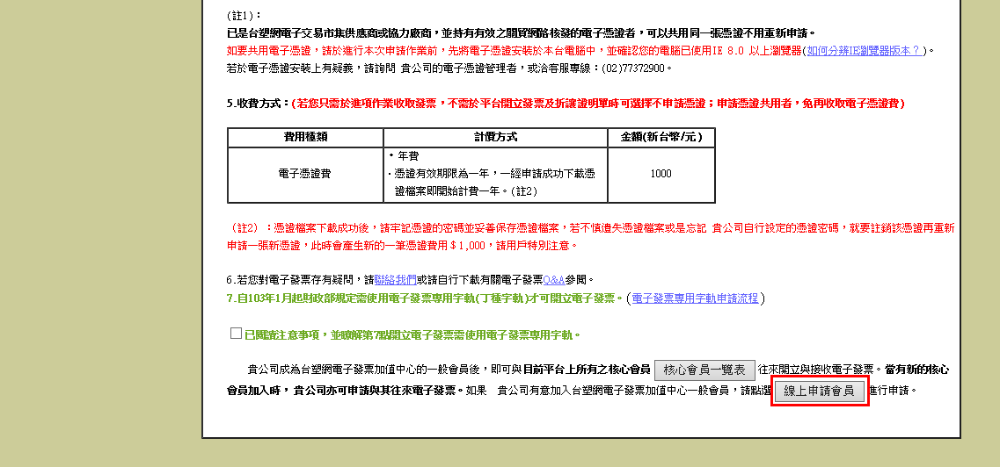 (註1)：
已是台塑網電子交易市集供應商或協力廠商，並持有有效之關貿網路核發的電子憑證者，可以共用同一張憑證不用重新申請。
如要共用電子憑證，請於進行本次申請作業前，先將電子憑證安裝於本台電腦中，並確認您的電腦已使用IE 8.0 以上瀏覽器(如何分辨IE瀏覽器版本？)。
若於電子憑證安裝上有疑義，請詢問 貴公司的電子憑證管理者，或洽客服專線：(02)77372900。
5.收費方式：(若您只需於進項作業收取發票，不需於平台開立發票及折讓證明單時可選擇不申請憑證；申請憑證共用者，免再收取電子憑證費)
費用種類 計價方式 金額(新台幣/元)
‧年費
電子憑證費 ‧憑證有效期限為一年，一經申請成功下載憑 1000
證檔案即開始計費一年。(註2)
（註2）：憑證檔案下載成功後，請牢記憑證的密碼並妥善保存憑證檔案，若不慎遺失憑證檔案或是忘記 貴公司自行設定的憑證密碼，就要註銷該憑證再重新
申請一張新憑證，此時會產生新的一筆憑證費用＄1,000，請用戶特別注意。
6.若您對電子發票存有疑問，請聯絡我們或請自行下載有關電子發票Q&A參閱。
7.自103年1月起財政部規定需使用電子發票專用字軌(丁種字軌)才可開立電子發票。(電子發票專用字軌申請流程)
已閱讀注意事項，並瞭解第7點開立電子發票需使用電子發票專用字軌。
貴公司成為台塑網電子發票加值中心的一般會員後，即可與目前平台上所有之核心會員 核心會員一覽表 往來開立與接收電子發票。當有新的核心
會員加入時， 貴公司亦可申請與其往來電子發票。如果 貴公司有意加入台塑網電子發票加值中心一般會員，請點選 線上申請會員 進行申請。